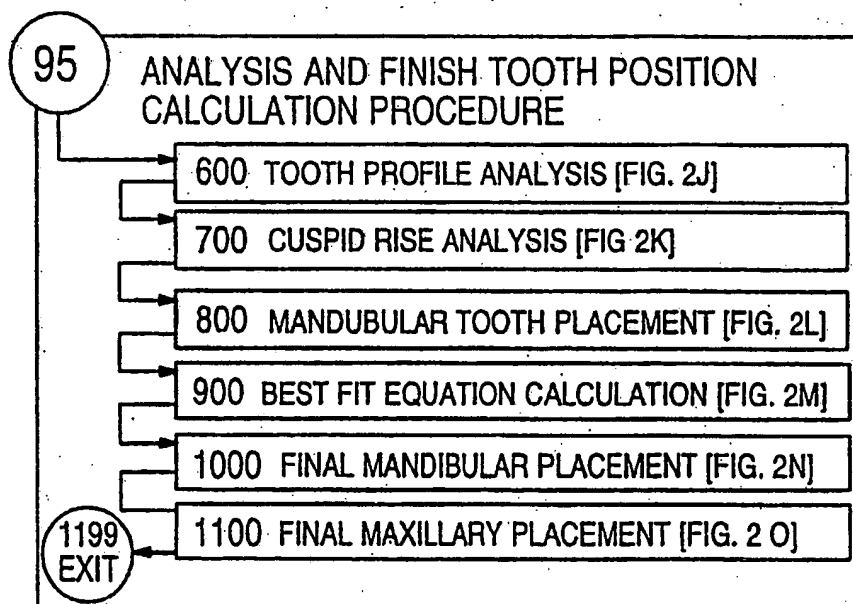 95
ANALYSIS AND FINISH TOOTH POSITION
CALCULATION PROCEDURE
600 TOOTH PROFILE ANALYSIS [FIG. 2J]
700 CUSPID RISE ANALYSIS [FIG 2K]
800 MANDUBULAR TOOTH PLACEMENT [FIG. 2L]
900 BEST FIT EQUATION CALCULATION [FIG. 2M]
1000 FINAL MANDIBULAR PLACEMENT [FIG. 2N]
1100 FINAL MAXILLARY PLACEMENT [FIG. 2 O]
1199
EXIT